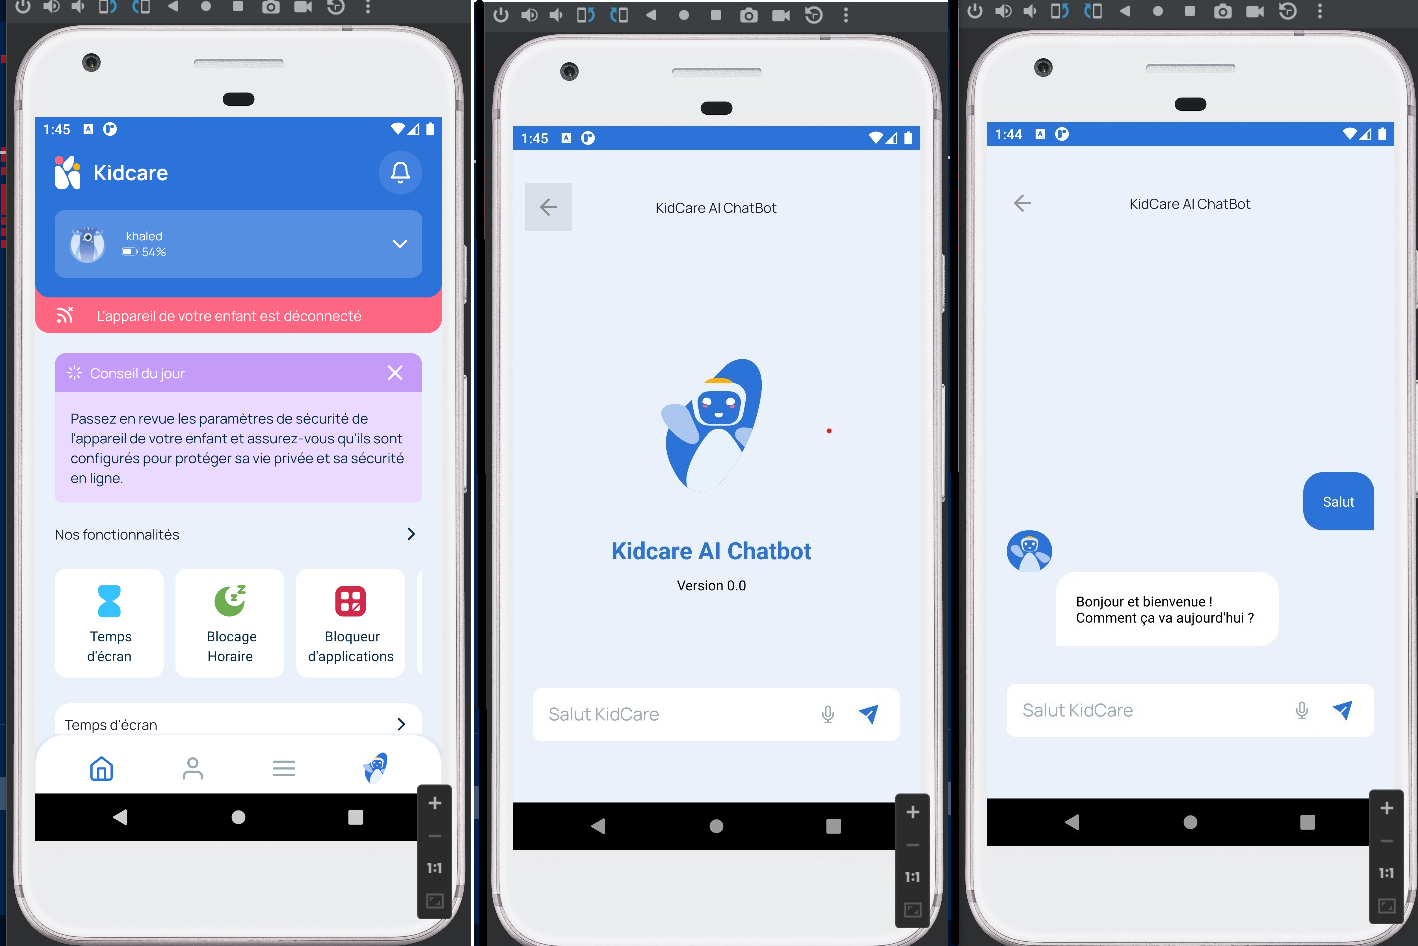 1:45
Kidcare
khaled
54%
L'appareil de votre enfant est déconnecté
Conseil du jour
Passez en revue les paramètres de sécurité de
l'appareil de votre enfant et assurez-vous qu'ils sont
configurés pour protéger sa vie privée et sa sécurité
en ligne.
Nos fonctionnalités
Temps
d'écran
Blocage
Horaire
Bloqueur
d'applications
Temps d'écran
1:1
1:45
KidCare AI ChatBot
Kidcare AI Chatbot
Version 0.0
Salut KidCare
1:1
1:44
KidCare AI ChatBot
Salut
Bonjour et bienvenue !
Comment ça va aujourd'hui ?
Salut KidCare
1:1